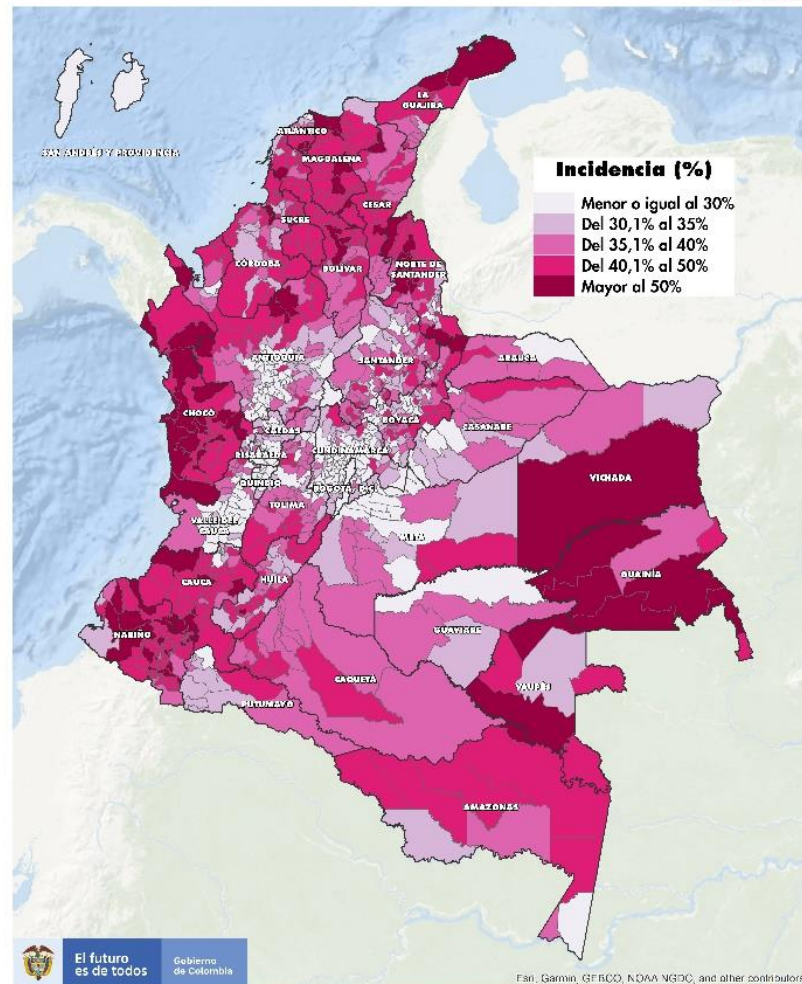 LA
GUAJIRA
ATLÁNTICO
SAN ANDRÉS Y PROVIDENCIA
MAGDALENA
Incidencia (%)
Menor o igual al 30%
Del 30,1% al 35%
Del 35,1% al 40%
Del 40,1% al 50%
Mayor al 50%
CESAR
SUCRE
CÓRDOBA
BOLÍVAR
NORTE DE
SANTANDER
ANTIOQUIA
SANTANDER
ARAUCA
CHOCÓ
BOYACÁ
CALDAS
CASANARE
RISARALDA
CUNDINAMARCA
VICHADA
QUINDÍO
BOGOTÁ, D.C.
TOLIMA
VALLE DEL
CAUCA
META
GUAINÍA
CAUCA
HUILA
NARIÑO
GUAVIARE
CAQUETÁ
VAUPÉS
PUTUMAYO
AMAZONAS
El futuro
es de todos
Gobierno
de Colombia
Esri, Garmin, GEBCO, NOAA NGDC, and other contributors